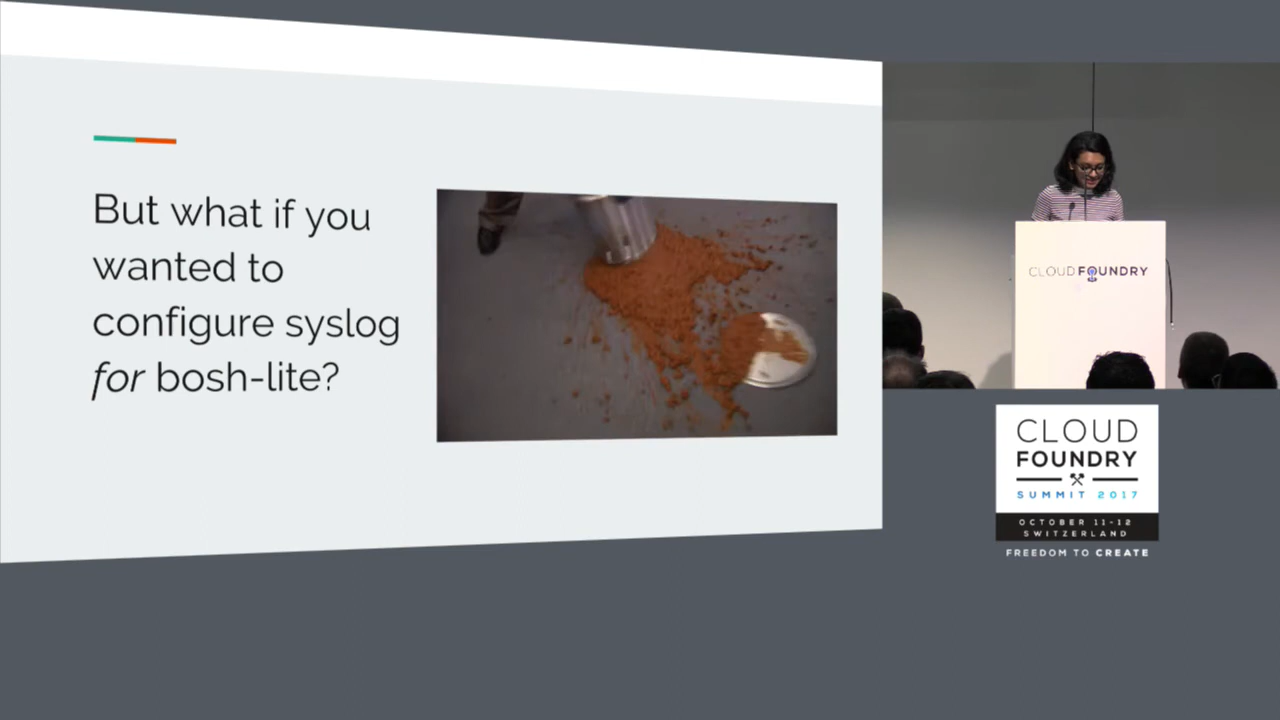 But what if you
wanted to
configure syslog
for bosh-lite?
CLOUD FOUNDRY
CLOUD
FOUNDRY
SUMMIT 2017
OCTOBER 11-12
SWITZERLAND
FREEDOM TO CREATE